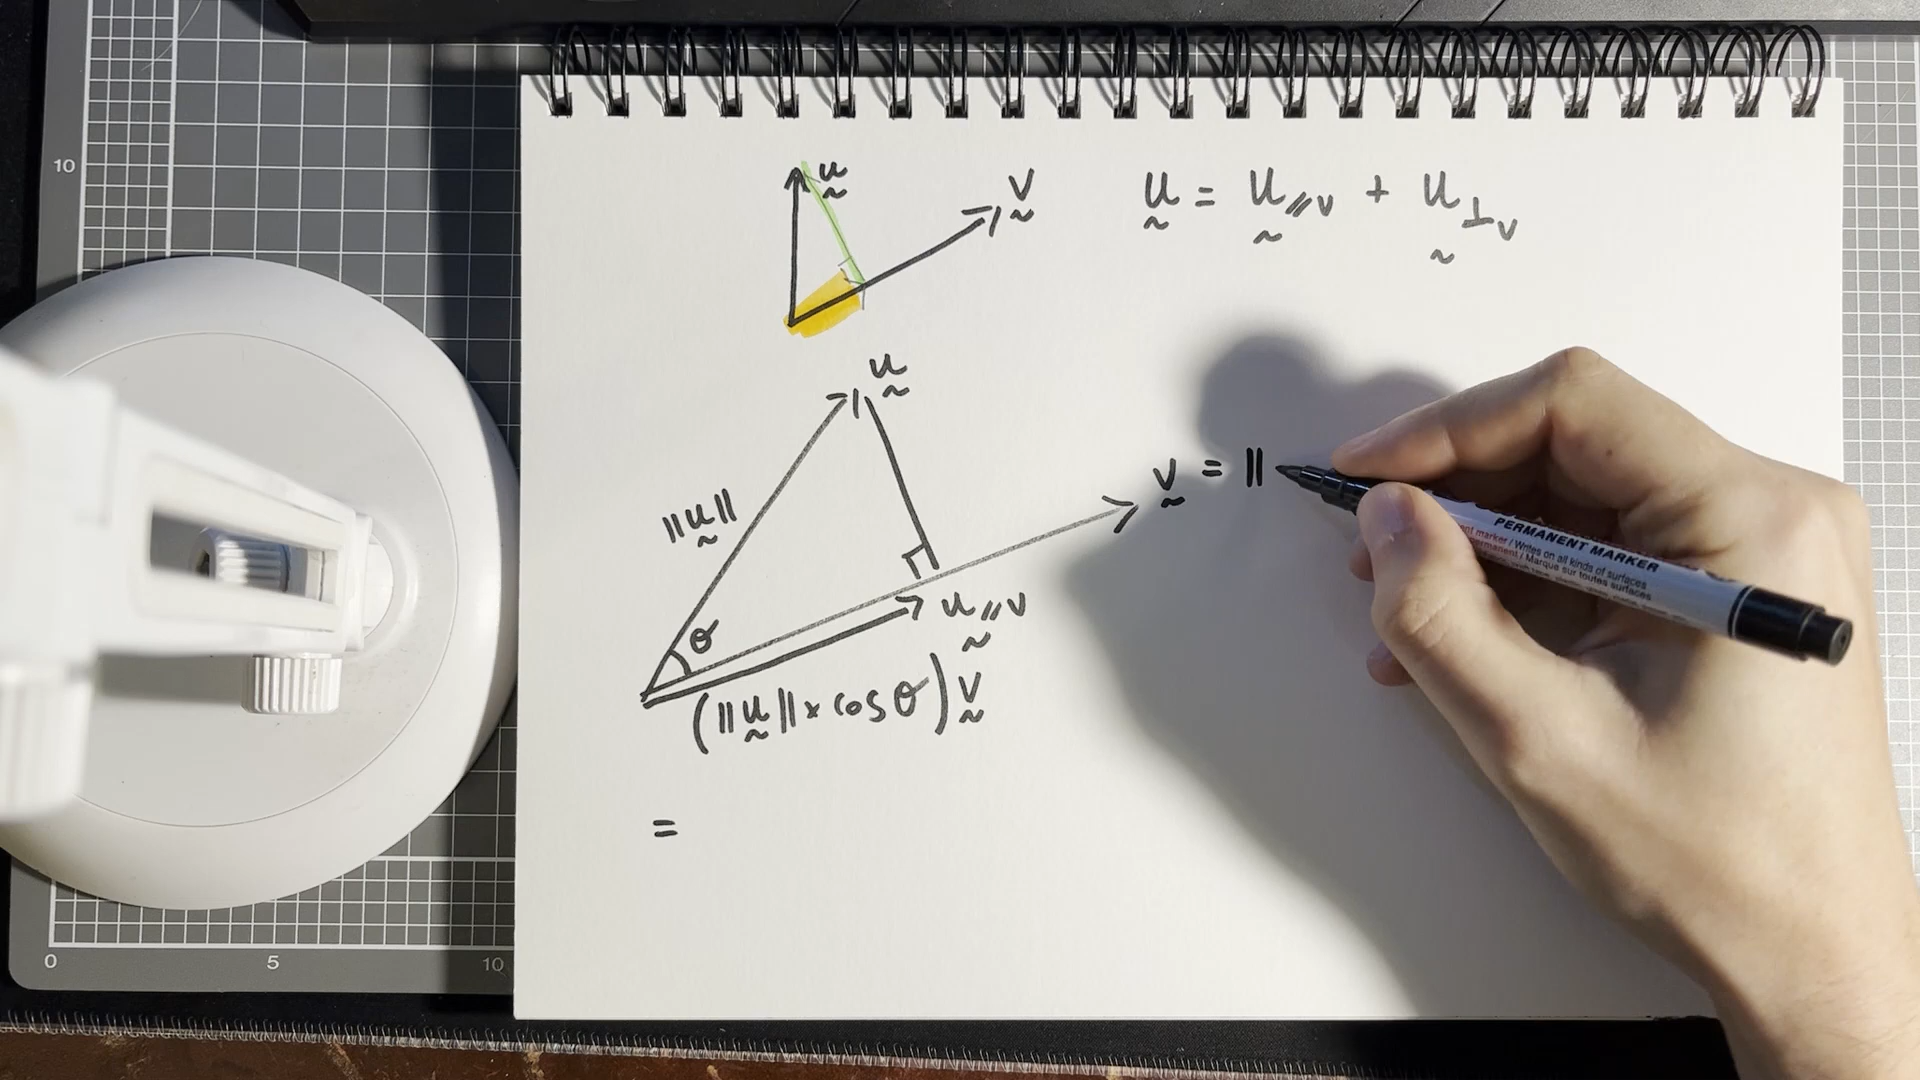 u
v
u = u∥v + u⊥v
u
‖u‖
v = ‖
θ
u∥v
(‖u‖ × cos θ) v
=
PERMANENT MARKER
10
0
5
10